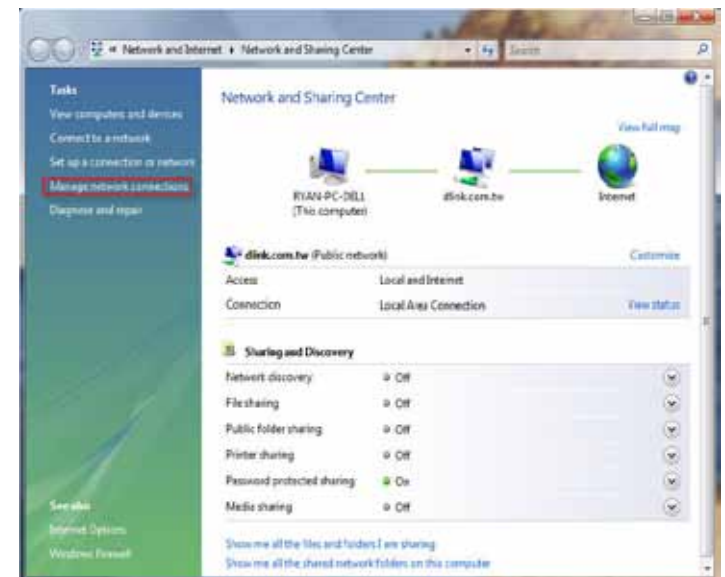 Network and Internet Network and Sharing Center
Search
Tasks
View computers and devices
Connect to a network
Set up a connection or network
Manage network connections
Diagnose and repair
See also
Internet Options
Windows Firewall
Network and Sharing Center
View full map
RYAN-PC-DELL
(This computer)
dlink.com.tw
Internet
dlink.com.tw (Public network)
Customize
Access Local and Internet
Connection Local Area Connection View status
Sharing and Discovery
Network discovery Off
File sharing Off
Public folder sharing Off
Printer sharing Off
Password protected sharing On
Media sharing Off
Show me all the files and folders I am sharing
Show me all the shared network folders on this computer